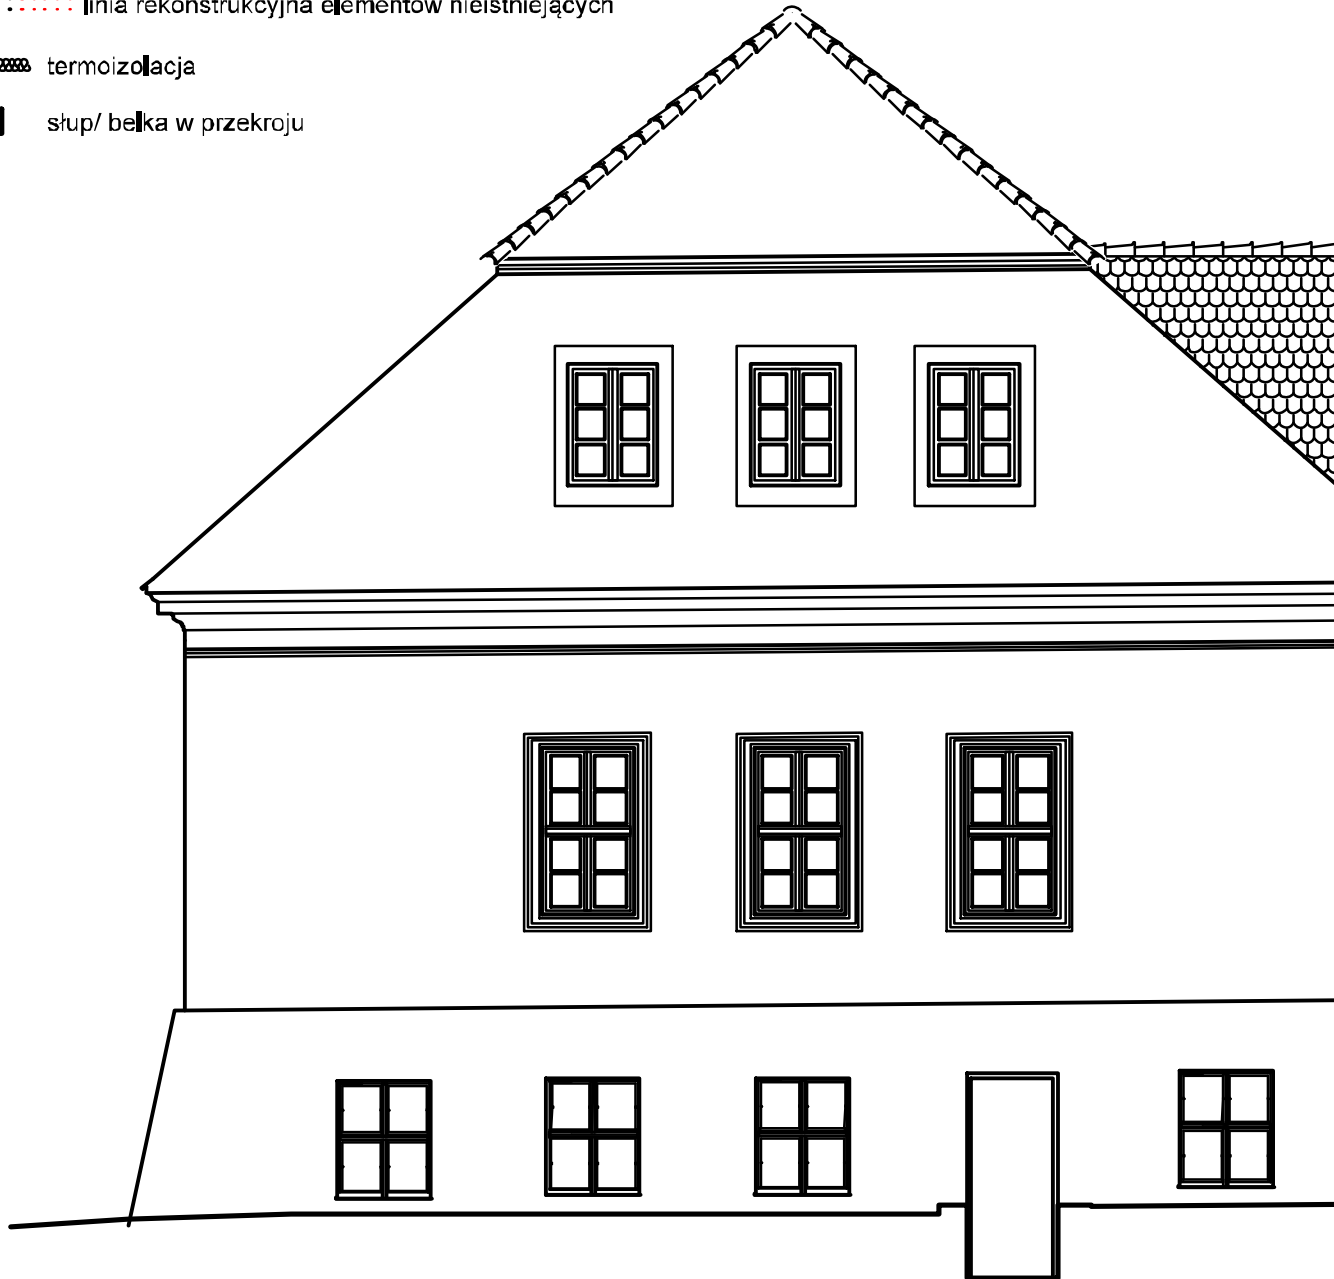 linia rekonstrukcyjna elementów nieistniejących
termoizolacja
słup/ belka w przekroju